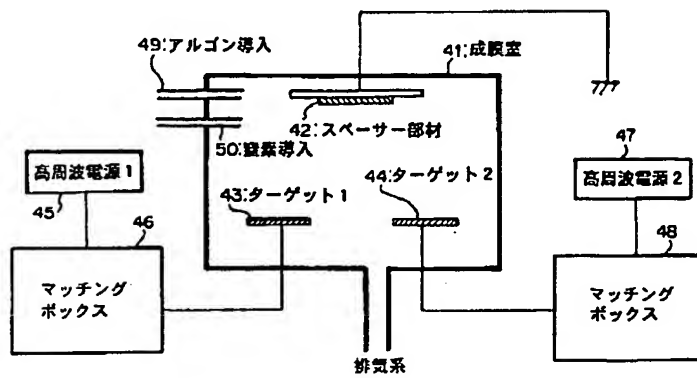 49:アルゴン導入
41:成膜室
42:スペーサー部材
50:窒素導入
47
高周波電源1
45
43:ターゲット1
44:ターゲット2
高周波電源2
46
48
マッチング
ボックス
マッチング
ボックス
排気系